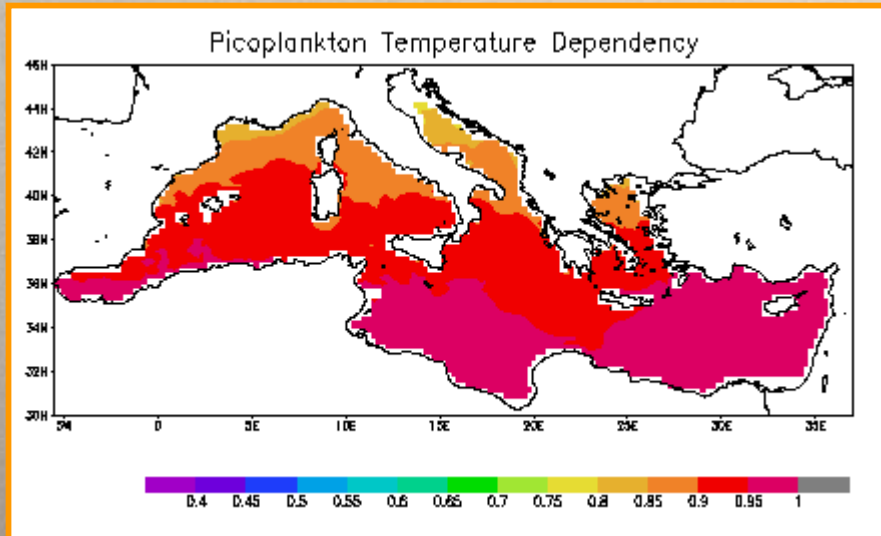 Picoplankton Temperature Dependency
46N
44N
42N
40N
38N
36N
34N
32N
30N
5W 0 5E 10E 15E 20E 25E 30E 35E
0.4 0.45 0.5 0.55 0.6 0.65 0.7 0.75 0.8 0.85 0.9 0.95 1